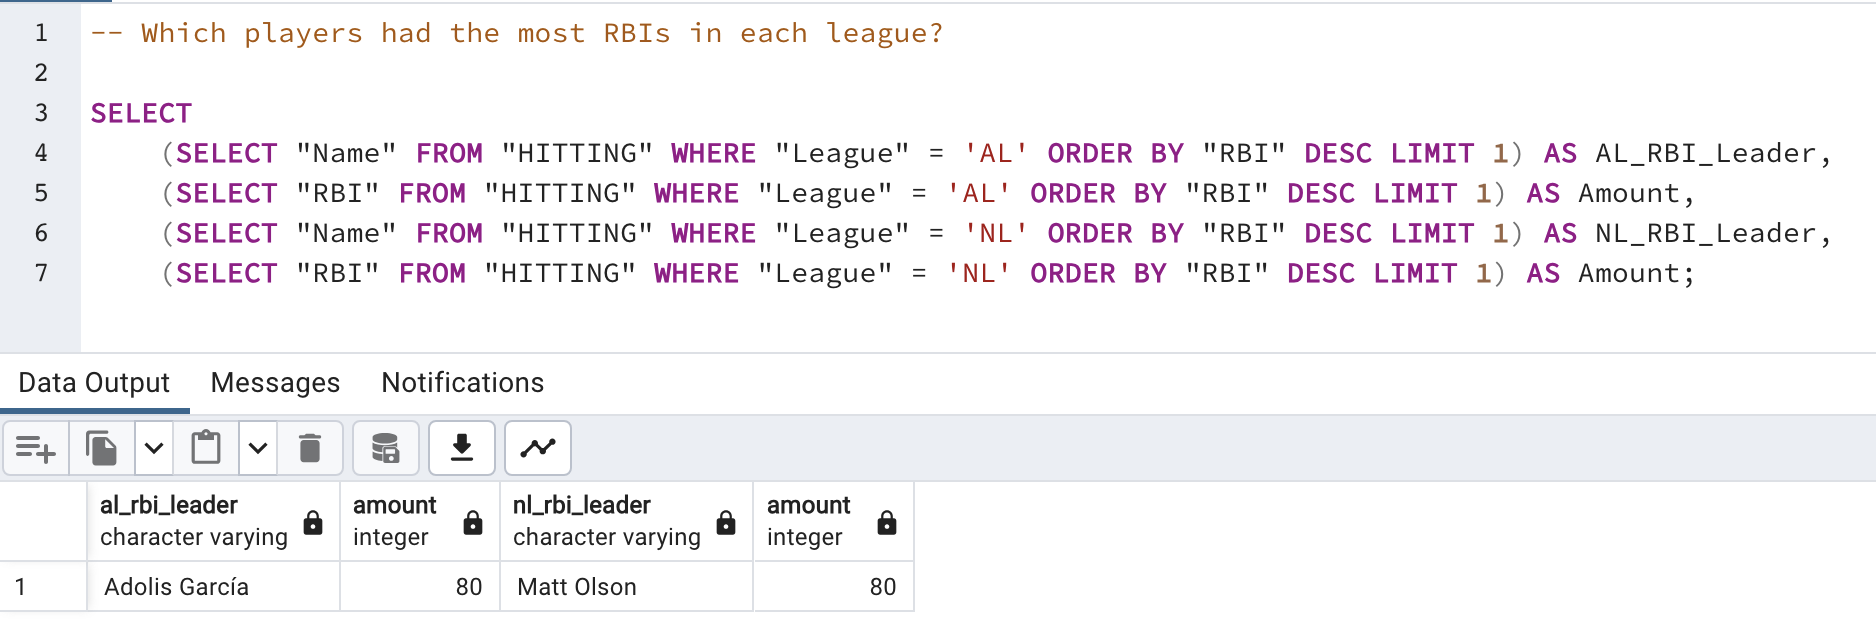 1 -- Which players had the most RBIs in each league?
2
3 SELECT
4 (SELECT "Name" FROM "HITTING" WHERE "League" = 'AL' ORDER BY "RBI" DESC LIMIT 1) AS AL_RBI_Leader,
5 (SELECT "RBI" FROM "HITTING" WHERE "League" = 'AL' ORDER BY "RBI" DESC LIMIT 1) AS Amount,
6 (SELECT "Name" FROM "HITTING" WHERE "League" = 'NL' ORDER BY "RBI" DESC LIMIT 1) AS NL_RBI_Leader,
7 (SELECT "RBI" FROM "HITTING" WHERE "League" = 'NL' ORDER BY "RBI" DESC LIMIT 1) AS Amount;
Data Output Messages Notifications
al_rbi_leader amount nl_rbi_leader amount
character varying integer character varying integer
1 Adolis García 80 Matt Olson 80